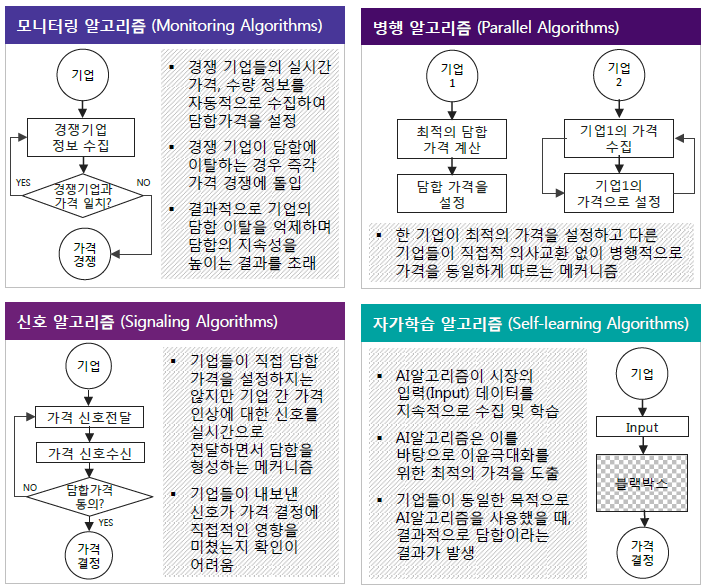 모니터링 알고리즘 (Monitoring Algorithms)
기업
경쟁기업
정보 수집
YES
NO
경쟁기업과
가격 일치?
가격
경쟁
▪ 경쟁 기업들의 실시간
가격, 수량 정보를
자동적으로 수집하여
담합가격을 설정
▪ 경쟁 기업이 담합에
이탈하는 경우 즉각
가격 경쟁에 돌입
▪ 결과적으로 기업의
담합 이탈을 억제하며
담합의 지속성을
높이는 결과를 초래
병행 알고리즘 (Parallel Algorithms)
기업
1
최적의 담합
가격 계산
담합 가격을
설정
기업
2
기업1의 가격
수집
기업1의
가격으로 설정
▪ 한 기업이 최적의 가격을 설정하고 다른
기업들이 직접적 의사교환 없이 병행적으로
가격을 동일하게 따르는 메커니즘
신호 알고리즘 (Signaling Algorithms)
기업
가격 신호전달
가격 신호수신
NO
담합가격
동의?
YES
가격
결정
▪ 기업들이 직접 담합
가격을 설정하지는
않지만 기업 간 가격
인상에 대한 신호를
실시간으로
전달하면서 담합을
형성하는 메커니즘
▪ 기업들이 내보낸
신호가 가격 결정에
직접적인 영향을
미쳤는지 확인이
어려움
자가학습 알고리즘 (Self-learning Algorithms)
▪ AI알고리즘이 시장의
입력(Input) 데이터를
지속적으로 수집 및 학습
▪ AI알고리즘은 이를
바탕으로 이윤극대화를
위한 최적의 가격을 도출
▪ 기업들이 동일한 목적으로
AI알고리즘을 사용했을 때,
결과적으로 담합이라는
결과가 발생
기업
Input
블랙박스
가격
결정